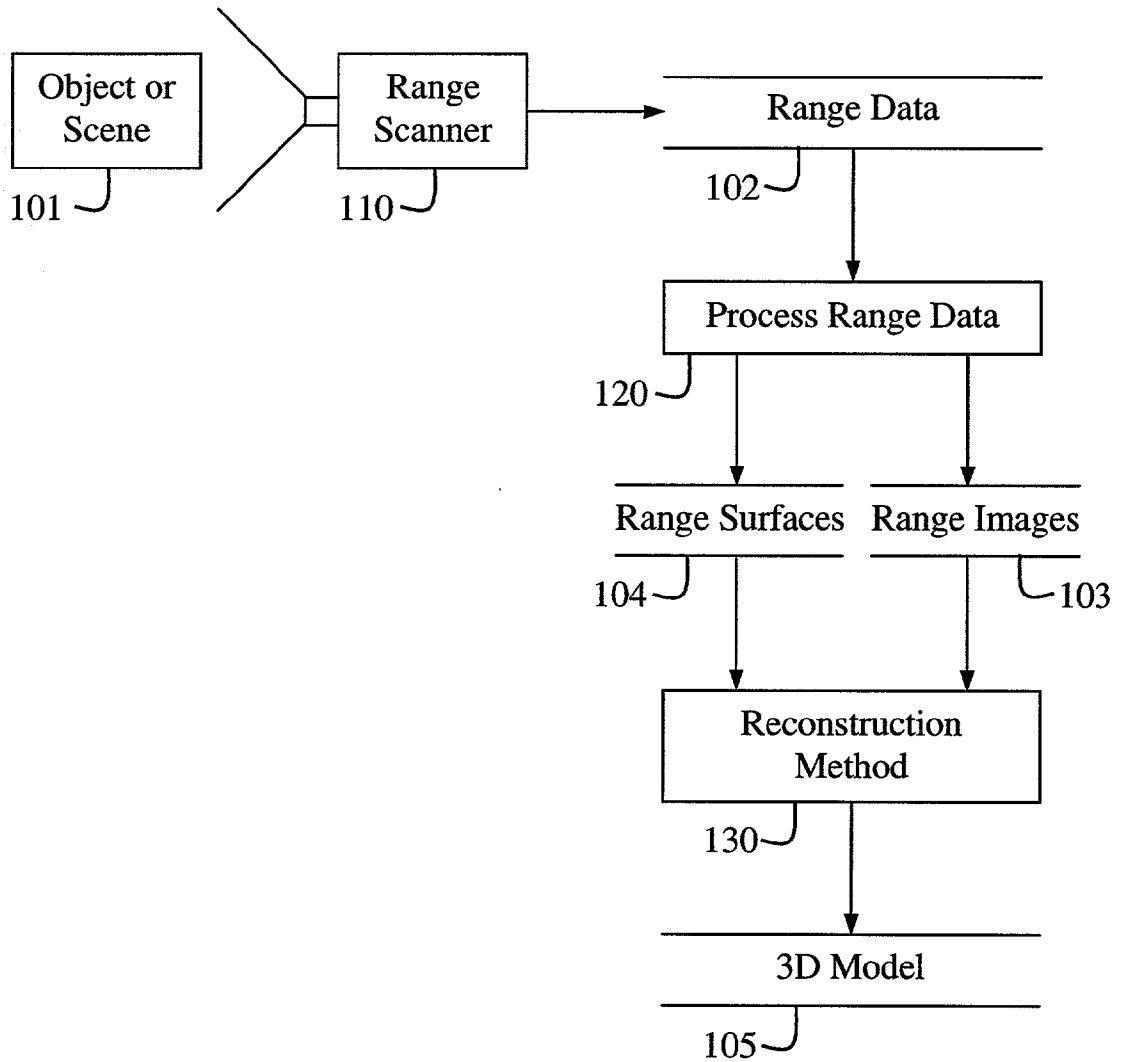 Object or
Scene
101
Range
Scanner
110
Range Data
102
Process Range Data
120
Range Surfaces
104
Range Images
103
Reconstruction
Method
130
3D Model
105